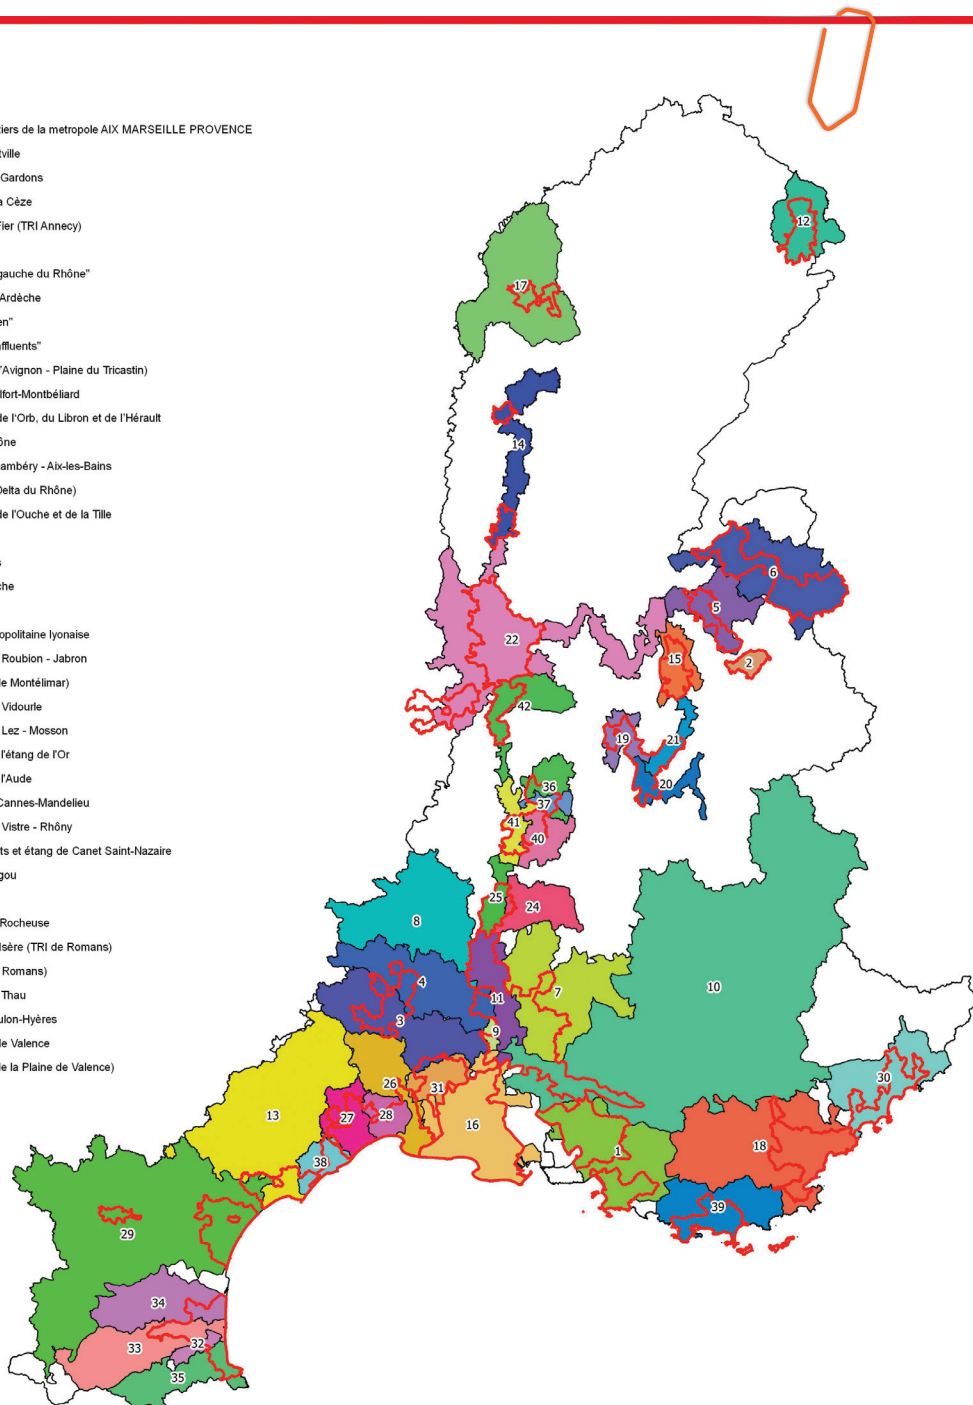 tiers de la metropole AIX MARSEILLE PROVENCE
tville
Gardons
a Cèze
Fier (TRI Annecy)
gauche du Rhône"
Ardèche
en"
affluents"
'Avignon - Plaine du Tricastin)
lfort-Montbéliard
de l'Orb, du Libron et de l'Hérault
ône
ambéry - Aix-les-Bains
Delta du Rhône)
de l'Ouche et de la Tille
s
che
opolitaine lyonaise
Roubion - Jabron
de Montélimar)
Vidourle
Lez - Mosson
l'étang de l'Or
l'Aude
Cannes-Mandelieu
Vistre - Rhôny
ts et étang de Canet Saint-Nazaire
gou
Rocheuse
Isère (TRI de Romans)
Romans)
Thau
ulon-Hyères
de Valence
de la Plaine de Valence)
12
17
14
6
5
22
15
2
42
19
21
20
36
37
41
40
25
24
8
4
11
7
10
3
9
30
26
31
13
27
28
16
18
1
38
39
29
34
33
32
35